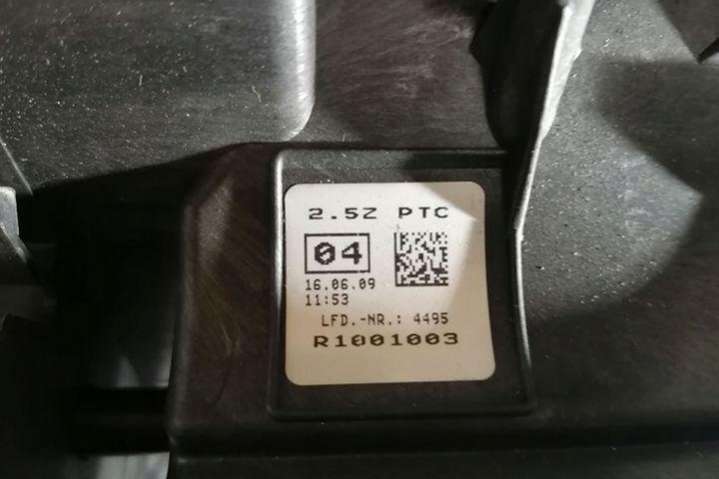 2.5Z PTC
04
16.06.09
11:53
LFD.-NR.: 4495
R1001003